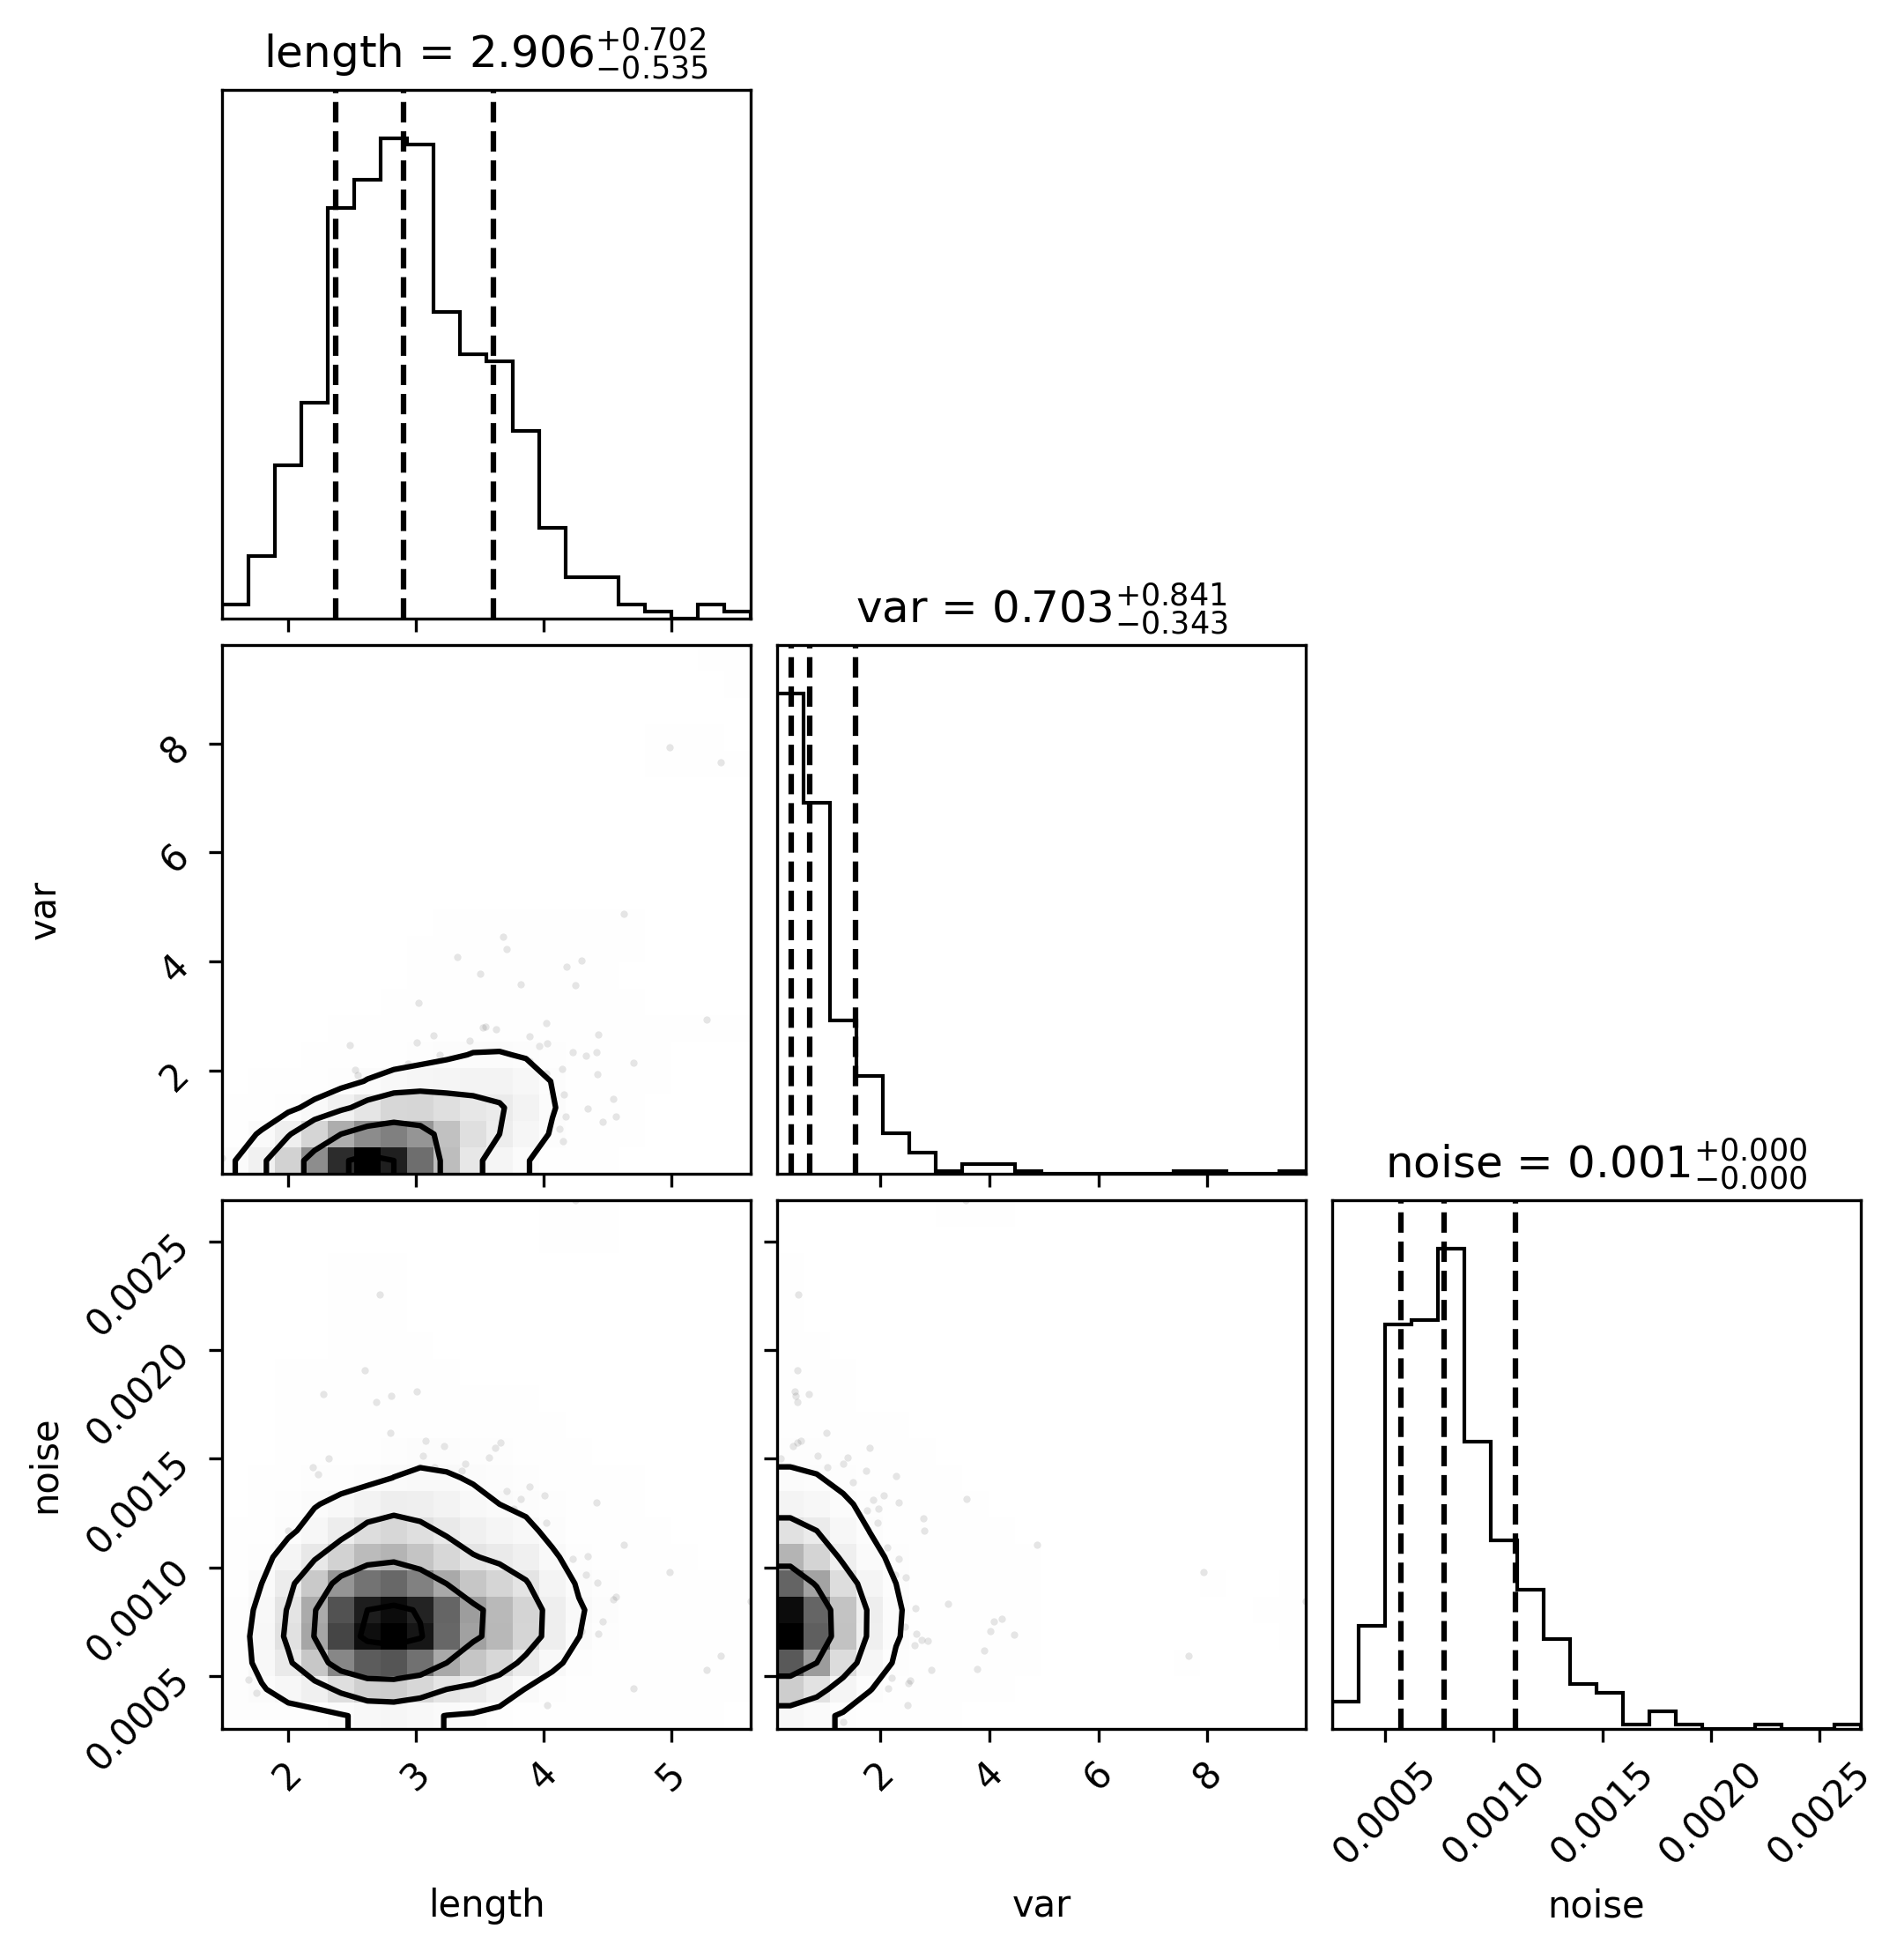 length = 2.906 +0.702 −0.535
var = 0.703 +0.841 −0.343
8
6
4
2
var
noise = 0.001 +0.000 −0.000
0.0025
0.0020
0.0015
0.0010
0.0005
noise
2 3 4 5
2 4 6 8
0.0005 0.0010 0.0015 0.0020 0.0025
length var noise